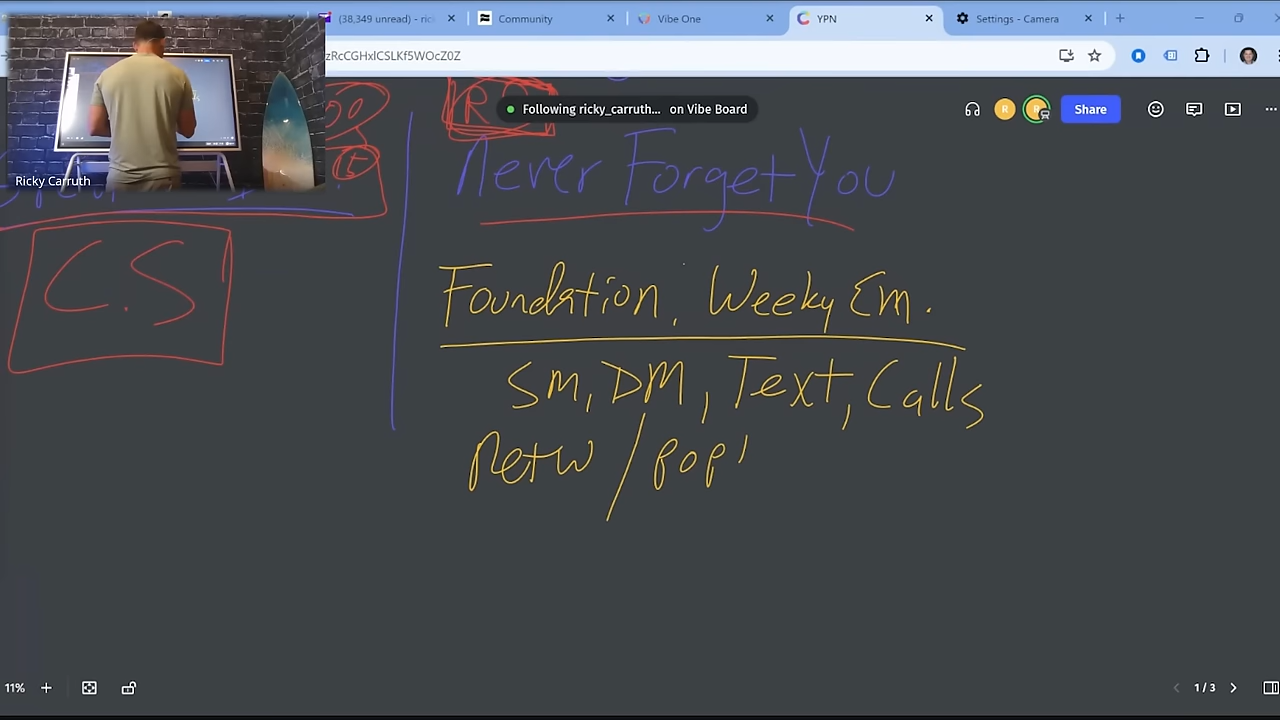 (38,349 unread) - rick
Community
Vibe One
YPN
Settings - Camera
zRcCGHxlCSLKf5WOcZ0Z
Following ricky_carruth... on Vibe Board
R
R
Share
Ricky Carruth
R
Never Forget You
C.S
Foundation, Weeky Em.
SM, DM, Text, Calls
Netw / POP'
11%
1 / 3